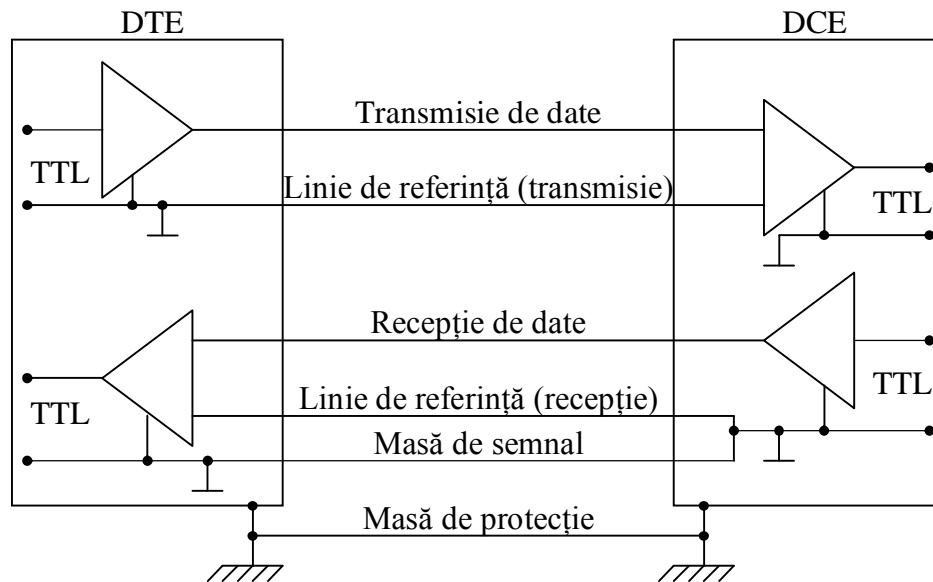 DTE
DCE
Transmisie de date
TTL
Linie de referință (transmisie)
TTL
Recepție de date
TTL
Linie de referință (recepție)
TTL
Masă de semnal
Masă de protecție